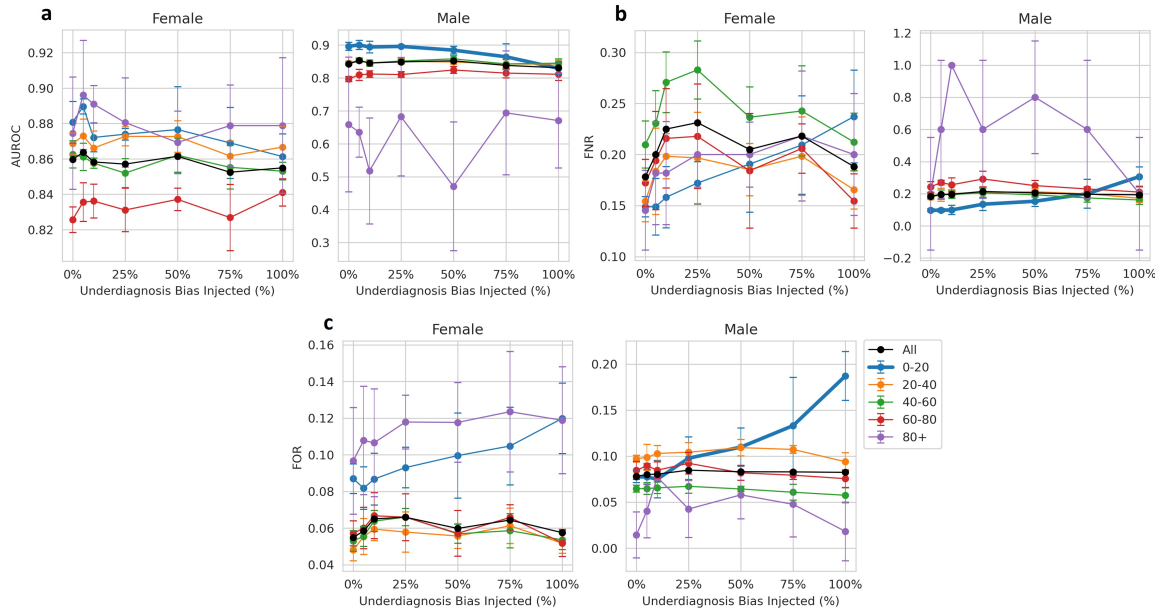 a
Female
Male
AUROC
0.92
0.90
0.88
0.86
0.84
0.82
0.9
0.8
0.7
0.6
0.5
0.4
0.3
0% 25% 50% 75% 100%
0% 25% 50% 75% 100%
Underdiagnosis Bias Injected (%)
Underdiagnosis Bias Injected (%)
b
Female
Male
FNR
0.30
0.25
0.20
0.15
0.10
1.2
1.0
0.8
0.6
0.4
0.2
0.0
−0.2
0% 25% 50% 75% 100%
0% 25% 50% 75% 100%
Underdiagnosis Bias Injected (%)
Underdiagnosis Bias Injected (%)
c
Female
Male
FOR
0.16
0.14
0.12
0.10
0.08
0.06
0.04
0.20
0.15
0.10
0.05
0.00
0% 25% 50% 75% 100%
0% 25% 50% 75% 100%
Underdiagnosis Bias Injected (%)
Underdiagnosis Bias Injected (%)
All
0-20
20-40
40-60
60-80
80+